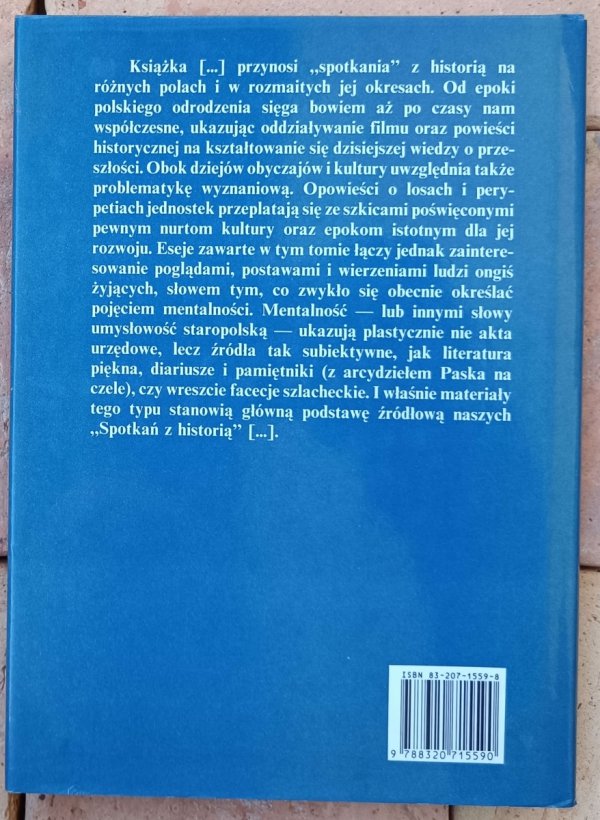 Książka [...] przynosi „spotkania” z historią na
różnych polach i w rozmaitych jej okresach. Od epoki
polskiego odrodzenia sięga bowiem aż po czasy nam
współczesne, ukazując oddziaływanie filmu oraz powieści
historycznej na kształtowanie się dzisiejszej wiedzy o prze-
szłości. Obok dziejów obyczajów i kultury uwzględnia także
problematykę wyznaniową. Opowieści o losach i pery-
petiach jednostek przeplatają się ze szkicami poświęconymi
pewnym nurtom kultury oraz epokom istotnym dla jej
rozwoju. Eseje zawarte w tym tomie łączy jednak zaintere-
sowanie poglądami, postawami i wierzeniami ludzi ongiś
żyjących, słowem tym, co zwykło się obecnie określać
pojęciem mentalności. Mentalność — lub innymi słowy
umysłowość staropolską — ukazują plastycznie nie akta
urzędowe, lecz źródła tak subiektywne, jak literatura
piękna, diariusze i pamiętniki (z arcydziełem Paska na
czele), czy wreszcie facecje szlacheckie. I właśnie materiały
tego typu stanowią główną podstawę źródłową naszych
„Spotkań z historią” [...].
ISBN 83-207-1559-8
9 788320 715590